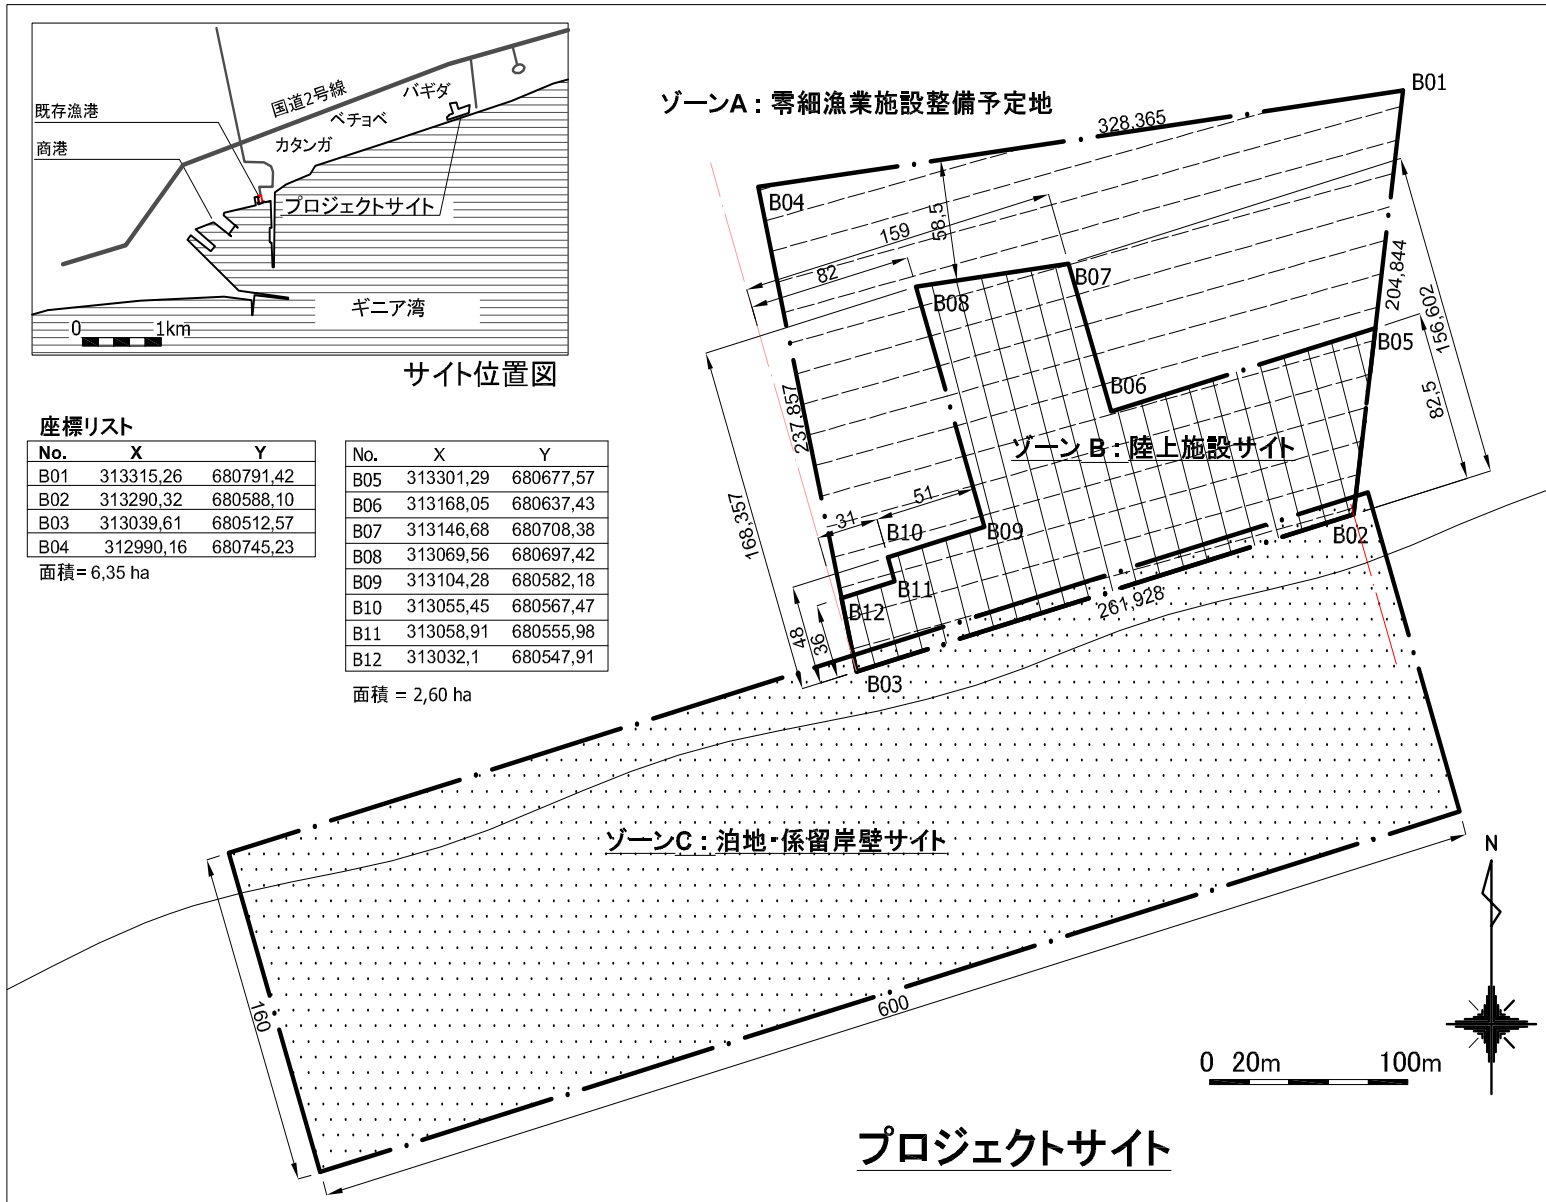 国道2号線
バギダ
ベチョベ
カタンガ
既存漁港
商港
プロジェクトサイト
ギニア湾
0 1km
サイト位置図
座標リスト
No. X Y
B01 313315,26 680791,42
B02 313290,32 680588,10
B03 313039,61 680512,57
B04 312990,16 680745,23
面積= 6,35 ha
No. X Y
B05 313301,29 680677,57
B06 313168,05 680637,43
B07 313146,68 680708,38
B08 313069,56 680697,42
B09 313104,28 680582,18
B10 313055,45 680567,47
B11 313058,91 680555,98
B12 313032,1 680547,91
面積 = 2,60 ha
ゾーンA : 零細漁業施設整備予定地
B01
328,365
B04
159
58,5
82
B07
B08
204,844
156,602
B05
82,5
B06
237,857
ゾーン B : 陸上施設サイト
168,357
51
31
B10
B09
B02
B11
B12
261,928
48
36
B03
ゾーンC : 泊地・係留岸壁サイト
N
160
600
0 20m 100m
プロジェクトサイト